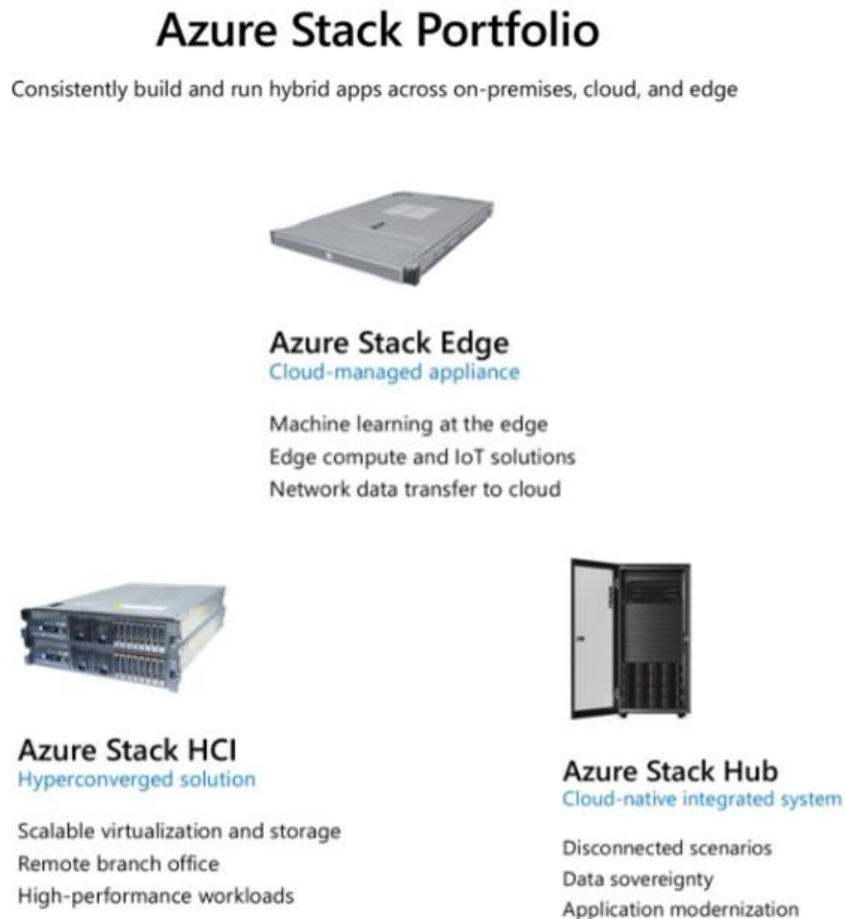 Azure Stack Portfolio
Consistently build and run hybrid apps across on-premises, cloud, and edge
Azure Stack Edge
Cloud-managed appliance
Machine learning at the edge
Edge compute and IoT solutions
Network data transfer to cloud
Azure Stack HCI
Hyperconverged solution
Scalable virtualization and storage
Remote branch office
High-performance workloads
Azure Stack Hub
Cloud-native integrated system
Disconnected scenarios
Data sovereignty
Application modernization